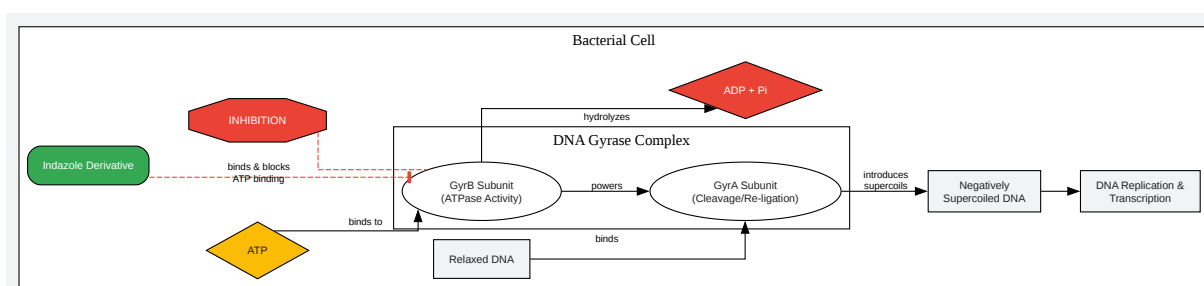 Bacterial Cell
ADP + Pi
INHIBITION
hydrolyzes
DNA Gyrase Complex
Indazole Derivative
binds & blocks
ATP binding
GyrB Subunit
(ATPase Activity)
powers
GyrA Subunit
(Cleavage/Re-ligation)
introduces
supercoils
Negatively
Supercoiled DNA
DNA Replication &
Transcription
binds to
ATP
binds
Relaxed DNA